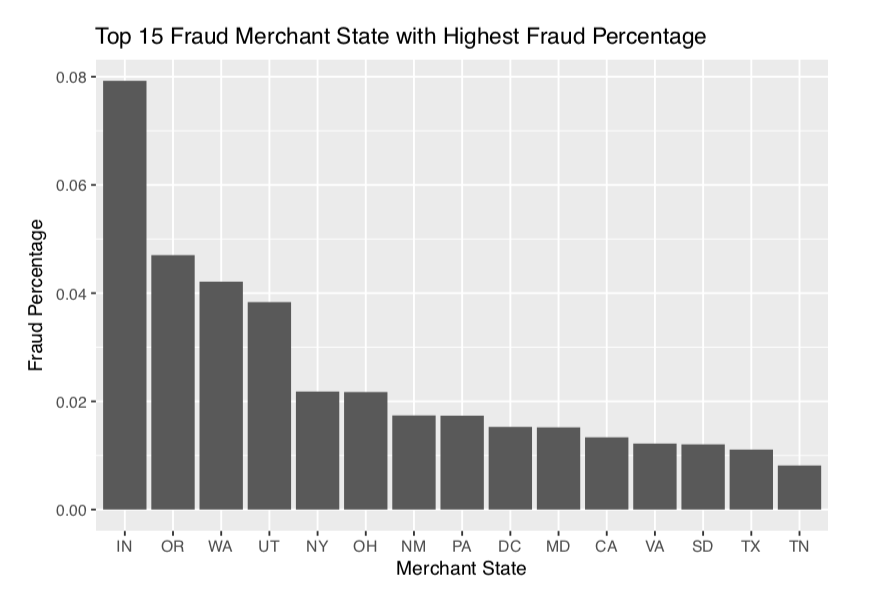 Top 15 Fraud Merchant State with Highest Fraud Percentage
Fraud Percentage
0.08
0.06
0.04
0.02
0.00
IN OR WA UT NY OH NM PA DC MD CA VA SD TX TN
Merchant State